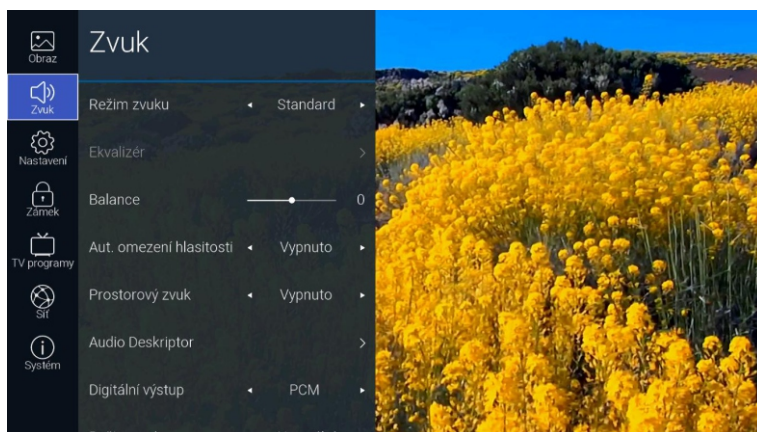 Obraz
Zvuk
Nastavení
Zámek
TV programy
Síť
Systém
Zvuk
Režim zvuku Standard
Ekvalizér
Balance 0
Aut. omezení hlasitosti Vypnuto
Prostorový zvuk Vypnuto
Audio Deskriptor
Digitální výstup PCM